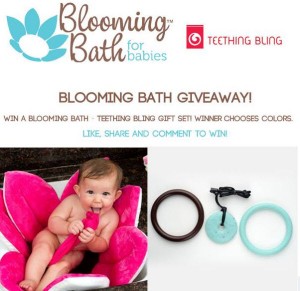 Blooming™
Bath for babies
TEETHING BLING
BLOOMING BATH GIVEAWAY!
WIN A BLOOMING BATH - TEETHING BLING GIFT SET! WINNER CHOOSES COLORS.
LIKE, SHARE AND COMMENT TO WIN!